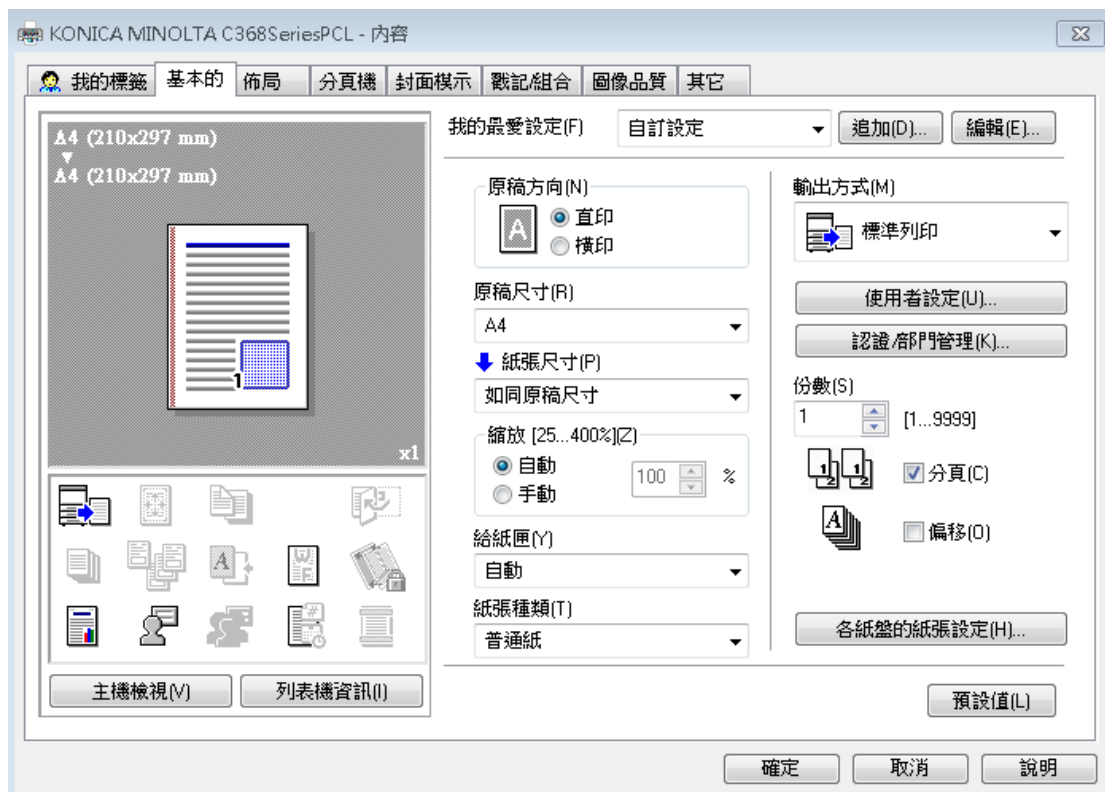 KONICA MINOLTA C368SeriesPCL - 內容
我的標籤 基本的 佈局 分頁機 封面模示 戳記/組合 圖像品質 其它
A4 (210x297 mm)
A4 (210x297 mm)
1
x1
主機檢視(V) 列表機資訊(I)
我的最愛設定(F) 自訂設定 追加(D)... 編輯(E)...
原稿方向(N)
A
直印
橫印
原稿尺寸(R)
A4
紙張尺寸(P)
如同原稿尺寸
縮放 [25...400%](Z)
自動
手動
100 %
給紙匣(Y)
自動
紙張種類(T)
普通紙
輸出方式(M)
標準列印
使用者設定(U)...
認證/部門管理(K)...
份數(S)
1 [1...9999]
分頁(C)
偏移(O)
各紙盤的紙張設定(H)...
預設值(L)
確定 取消 說明